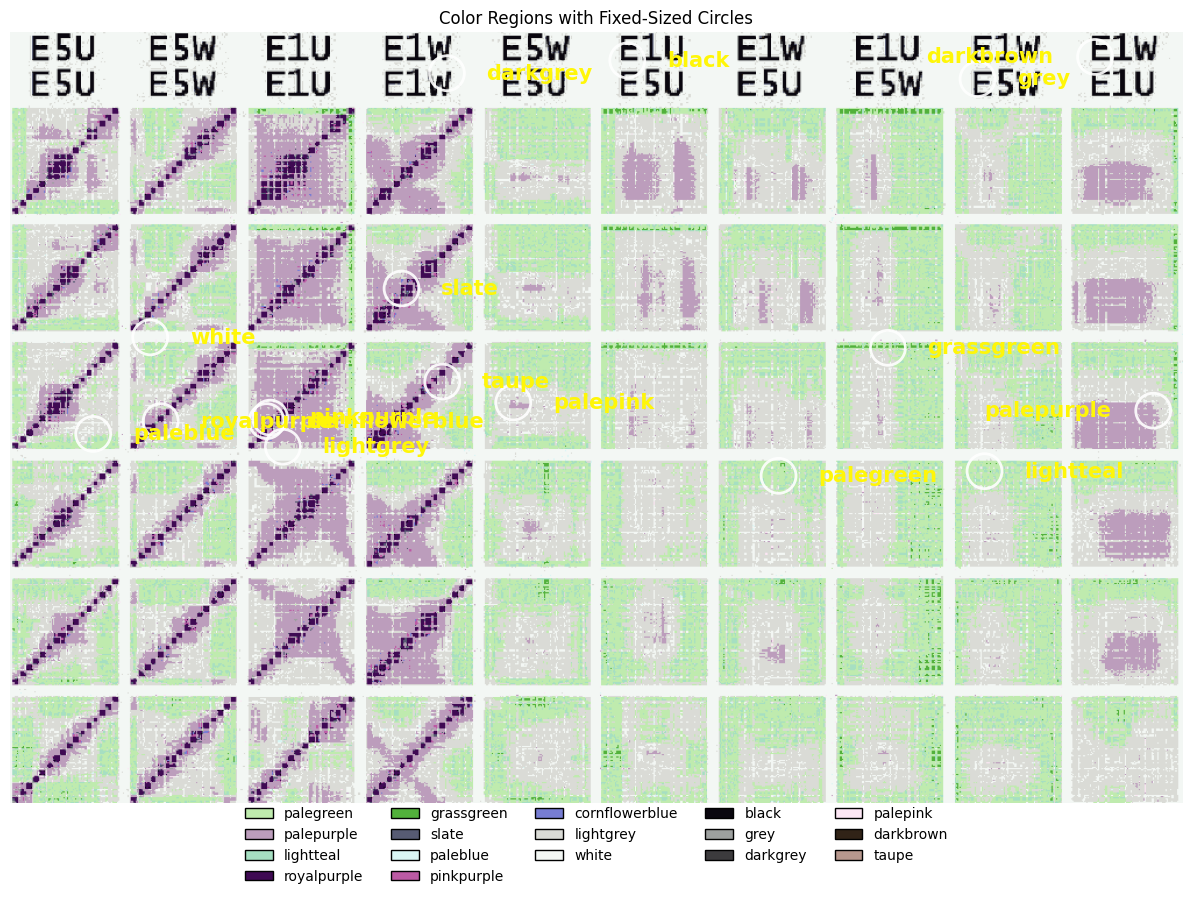 Color Regions with Fixed-Sized Circles
E5U E5W E1U E1W E5W E1U E1W E1U E1W E1W
E5U E5W E1U E1W E5U E5U E5U E5W E5W E1U
black
darkbrown
darkgrey
grey
slate
white
grassgreen
taupe
palepink
palepurple
royalpurple
pinkpurple
cornflowerblue
paleblue
lightgrey
palegreen
lightteal
palegreen grassgreen cornflowerblue black palepink
palepurple slate lightgrey grey darkbrown
lightteal paleblue white darkgrey taupe
royalpurple pinkpurple